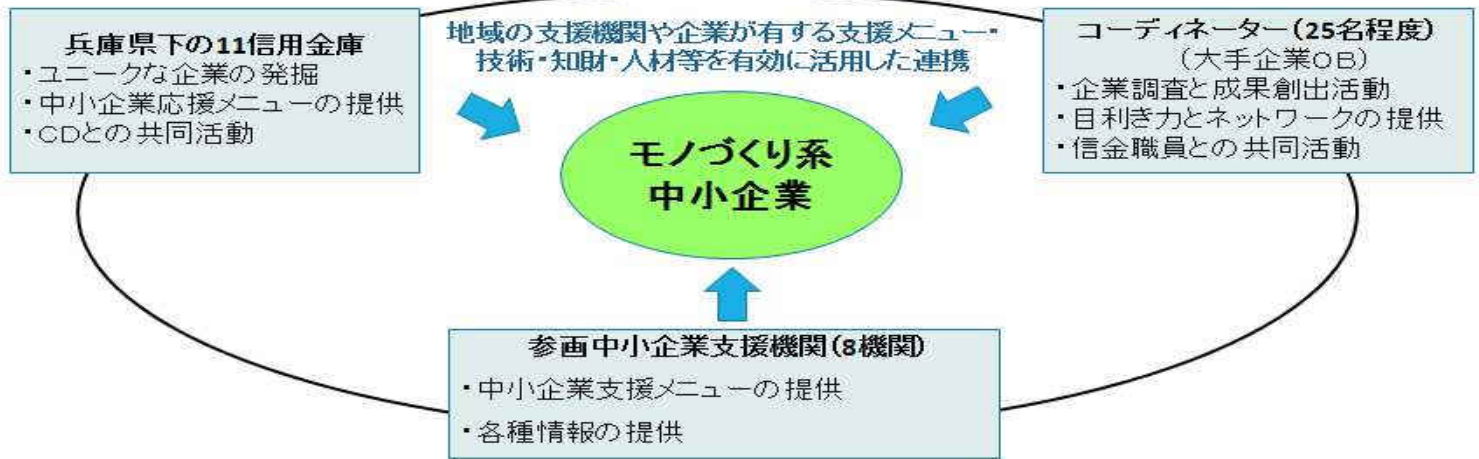 兵庫県下の11信用金庫
・ユニークな企業の発掘
・中小企業応援メニューの提供
・CDとの共同活動
地域の支援機関や企業が有する支援メニュー・
技術・知財・人材等を有効に活用した連携
コーディネーター(25名程度)
(大手企業OB)
・企業調査と成果創出活動
・目利き力とネットワークの提供
・信金職員との共同活動
モノづくり系
中小企業
参画中小企業支援機関(8機関)
・中小企業支援メニューの提供
・各種情報の提供